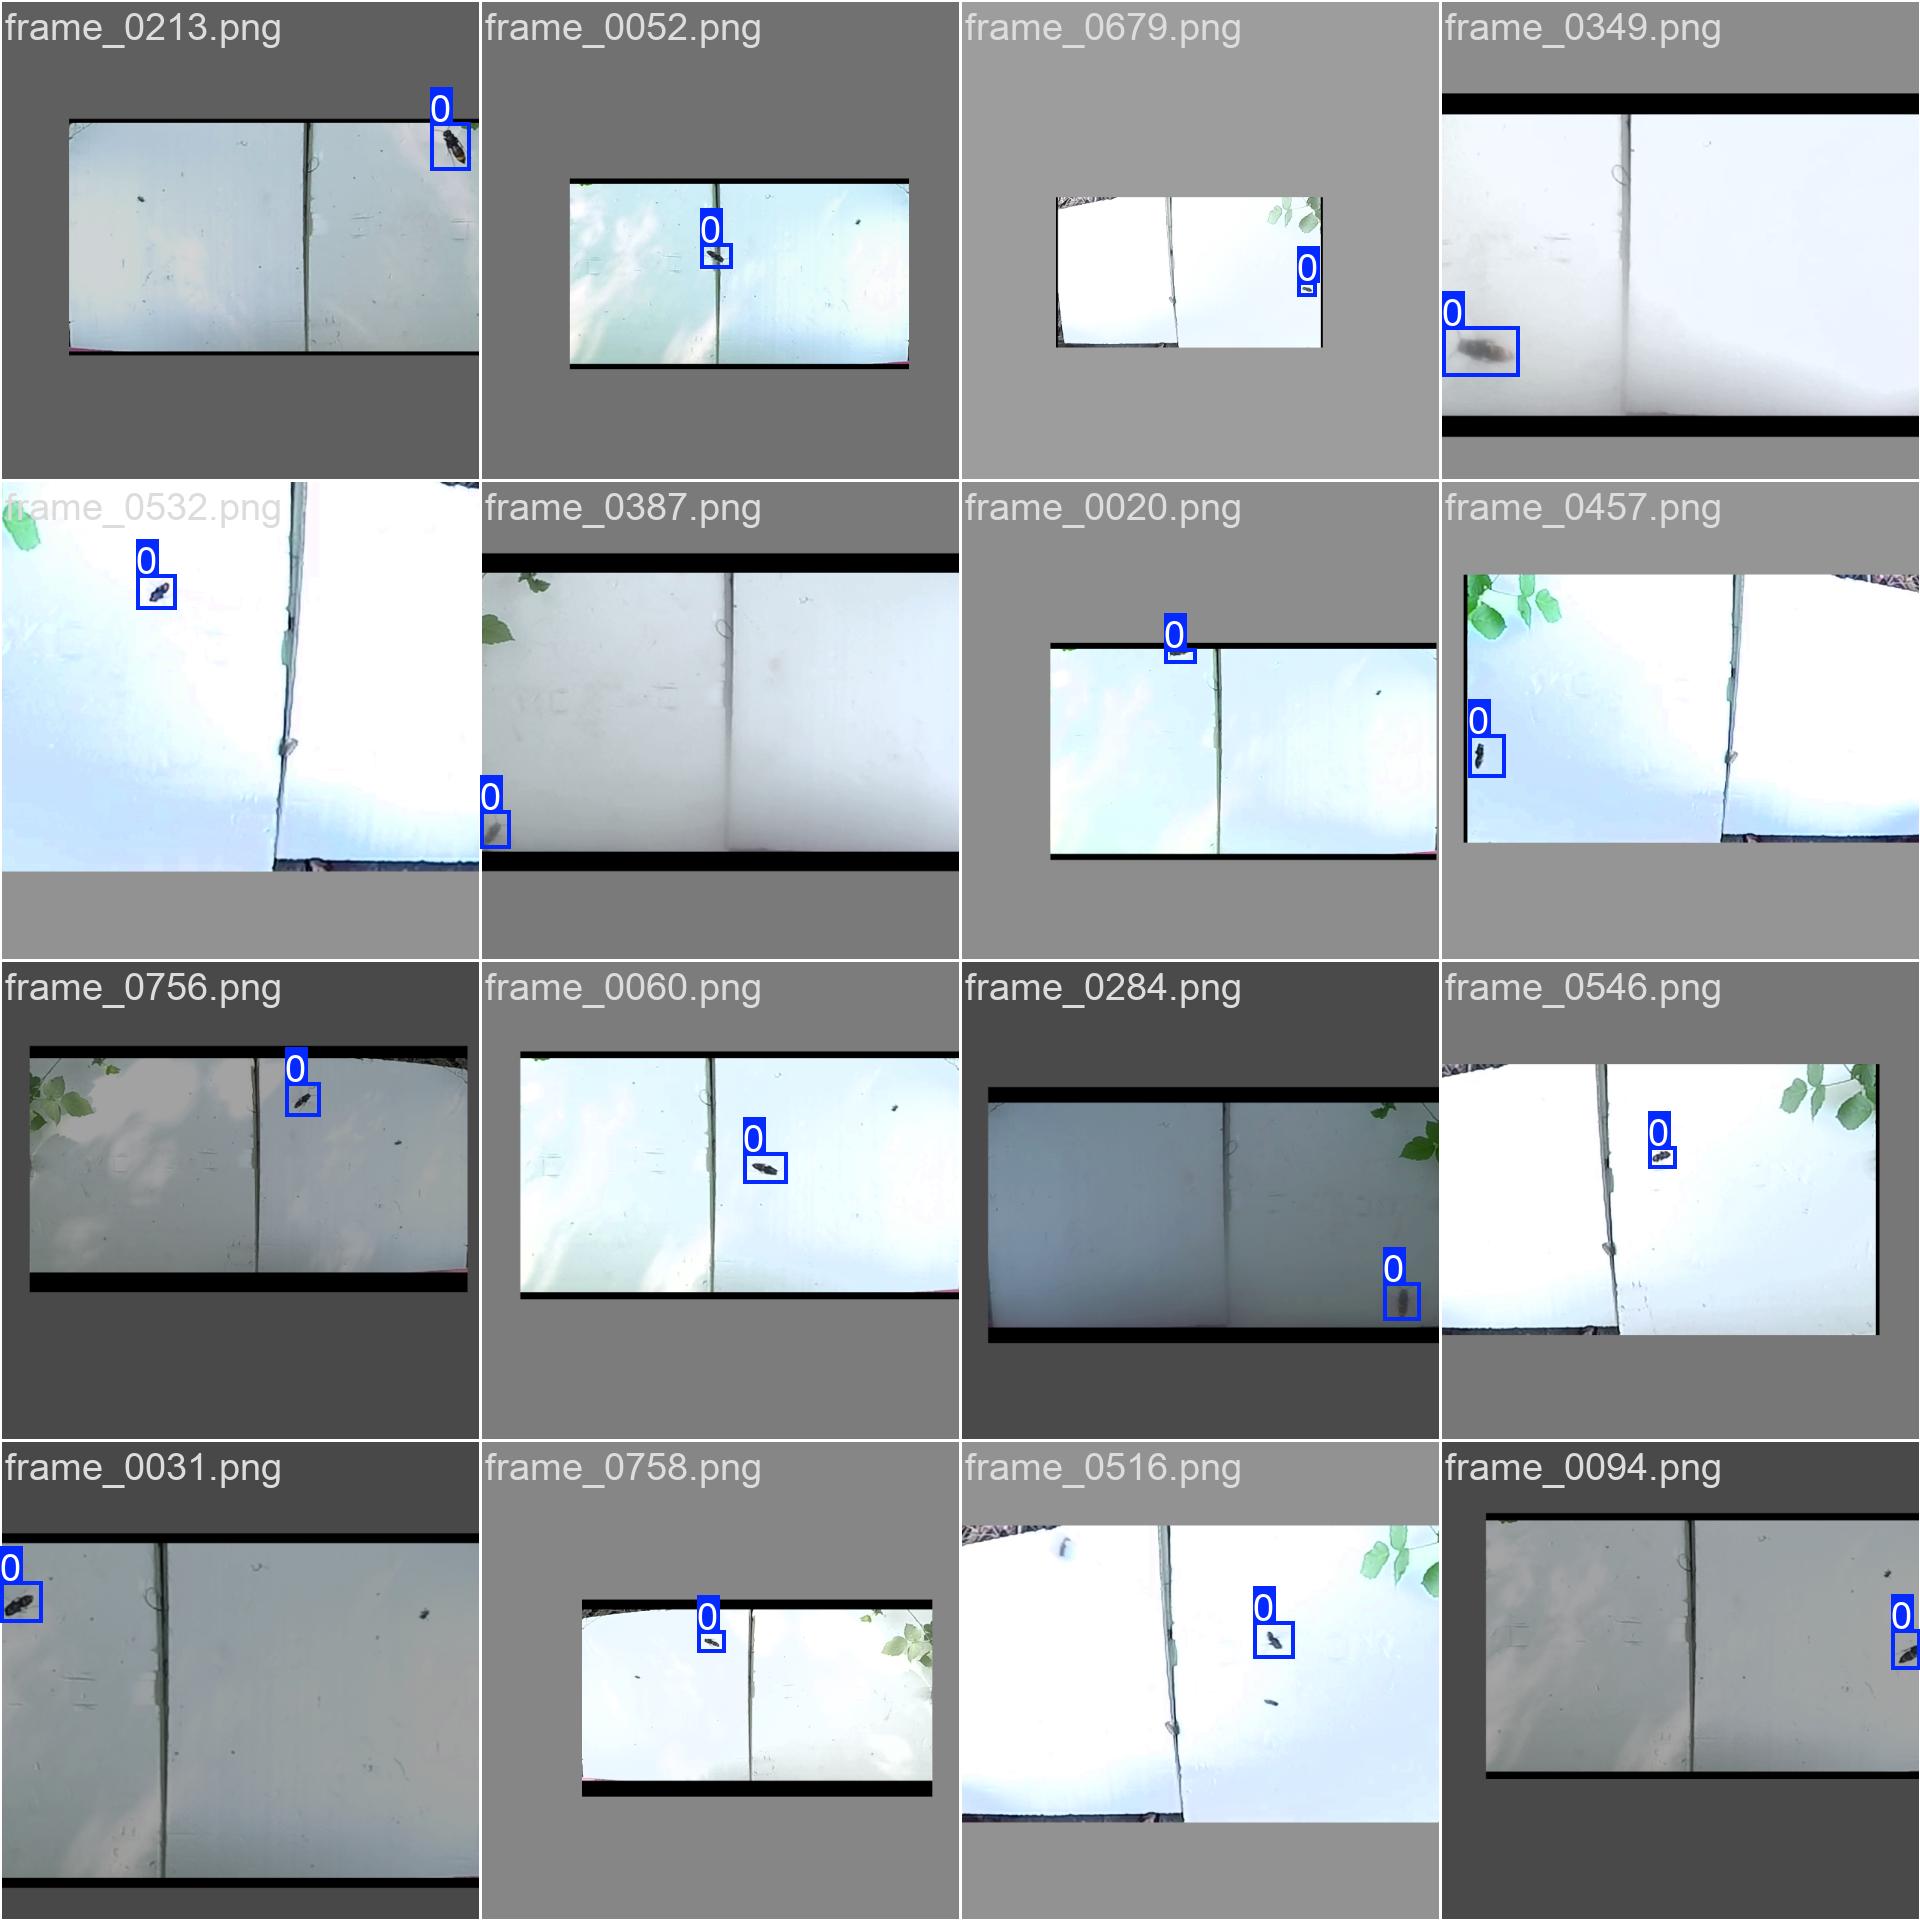 frame_0213.png
frame_0052.png
frame_0679.png
frame_0349.png
0
0
0
0
frame_0532.png
frame_0387.png
frame_0020.png
frame_0457.png
0
0
0
0
frame_0756.png
frame_0060.png
frame_0284.png
frame_0546.png
0
0
0
0
frame_0031.png
frame_0758.png
frame_0516.png
frame_0094.png
0
0
0
0